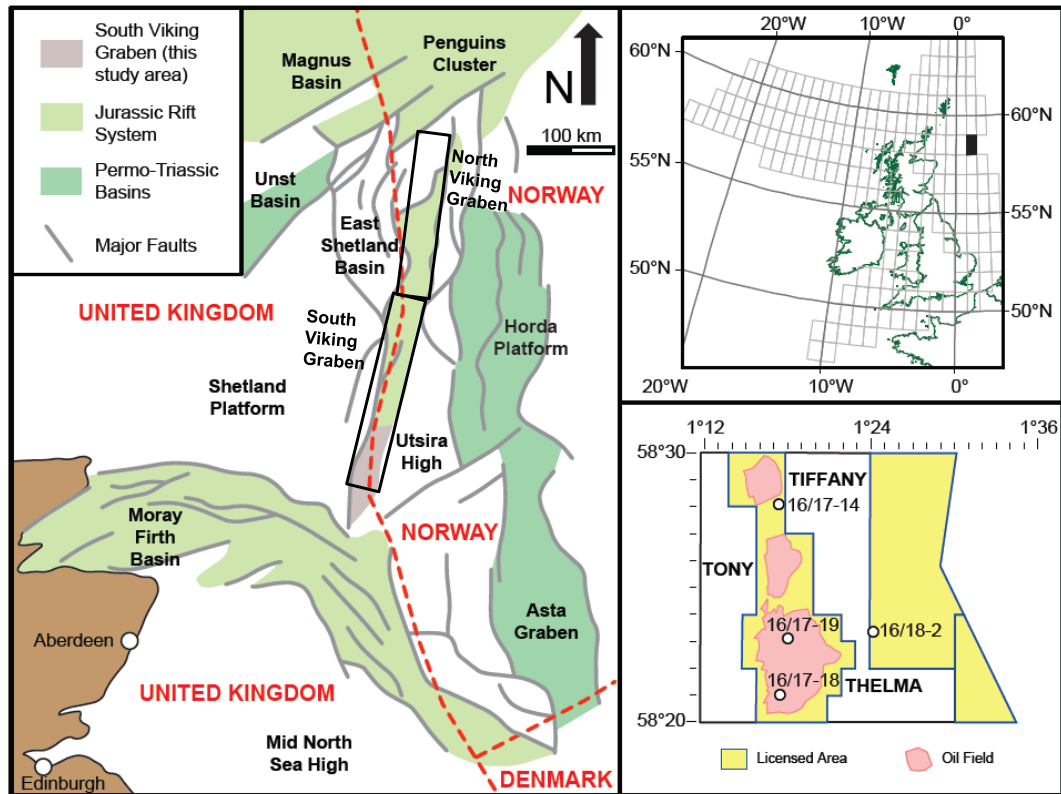 South Viking
Graben (this
study area)
Jurassic Rift
System
Permo-Triassic
Basins
Major Faults
Magnus
Basin
Penguins
Cluster
N
100 km
Unst
Basin
North
Viking
Graben
NORWAY
East
Shetland
Basin
UNITED KINGDOM
South
Viking
Graben
Horda
Platform
Shetland
Platform
Utsira
High
Moray
Firth
Basin
NORWAY
Asta
Graben
Aberdeen
UNITED KINGDOM
Mid North
Sea High
Edinburgh
DENMARK
20°W
10°W
0°
60°N
60°N
55°N
55°N
50°N
50°N
20°W
10°W
0°
1°12
1°24
1°36
58°30
TIFFANY
16/17-14
TONY
16/17-19
16/18-2
16/17-18
THELMA
58°20
Licensed Area
Oil Field